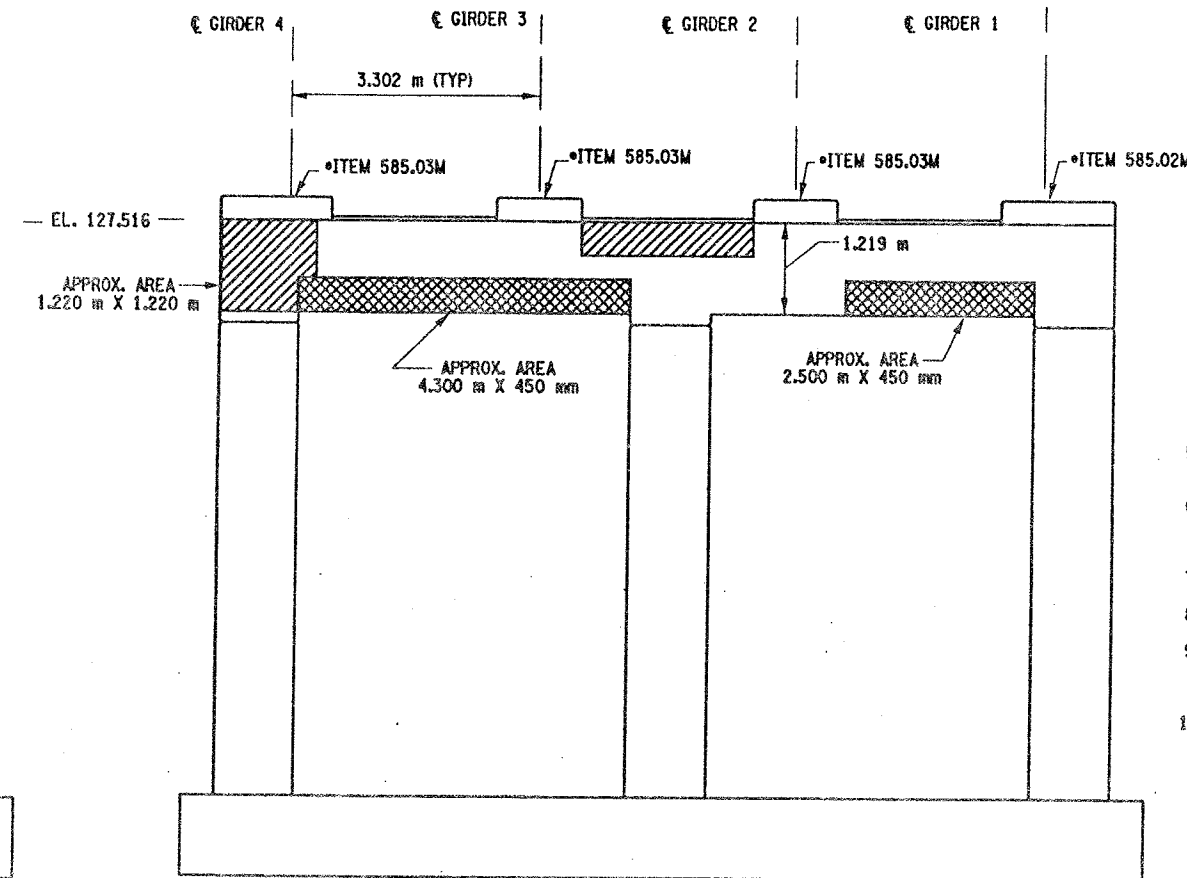 ℄ GIRDER 4
℄ GIRDER 3
℄ GIRDER 2
℄ GIRDER 1
3.302 m (TYP)
*ITEM 585.03M
*ITEM 585.03M
*ITEM 585.03M
*ITEM 585.02M
EL. 127.516
1.219 m
APPROX. AREA
1.220 m X 1.220 m
APPROX. AREA
4.300 m X 450 mm
APPROX. AREA
2.500 m X 450 mm